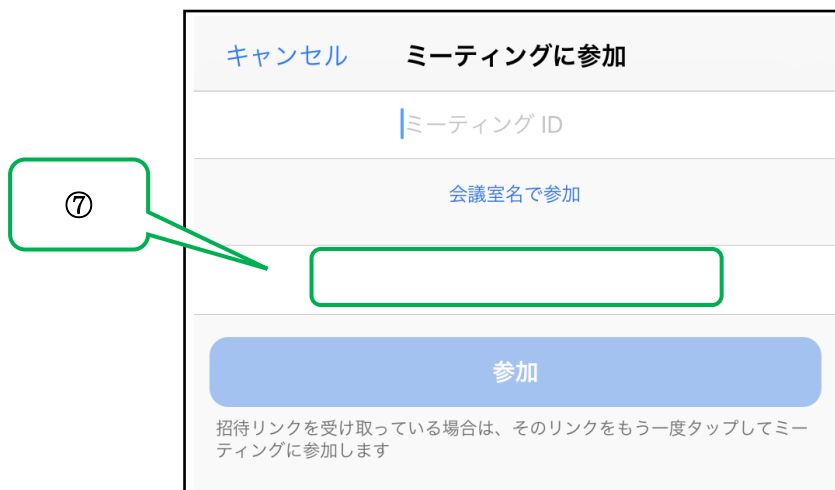 キャンセル ミーティングに参加
ミーティング ID
会議室名で参加
⑦
参加
招待リンクを受け取っている場合は、そのリンクをもう一度タップしてミー
ティングに参加します